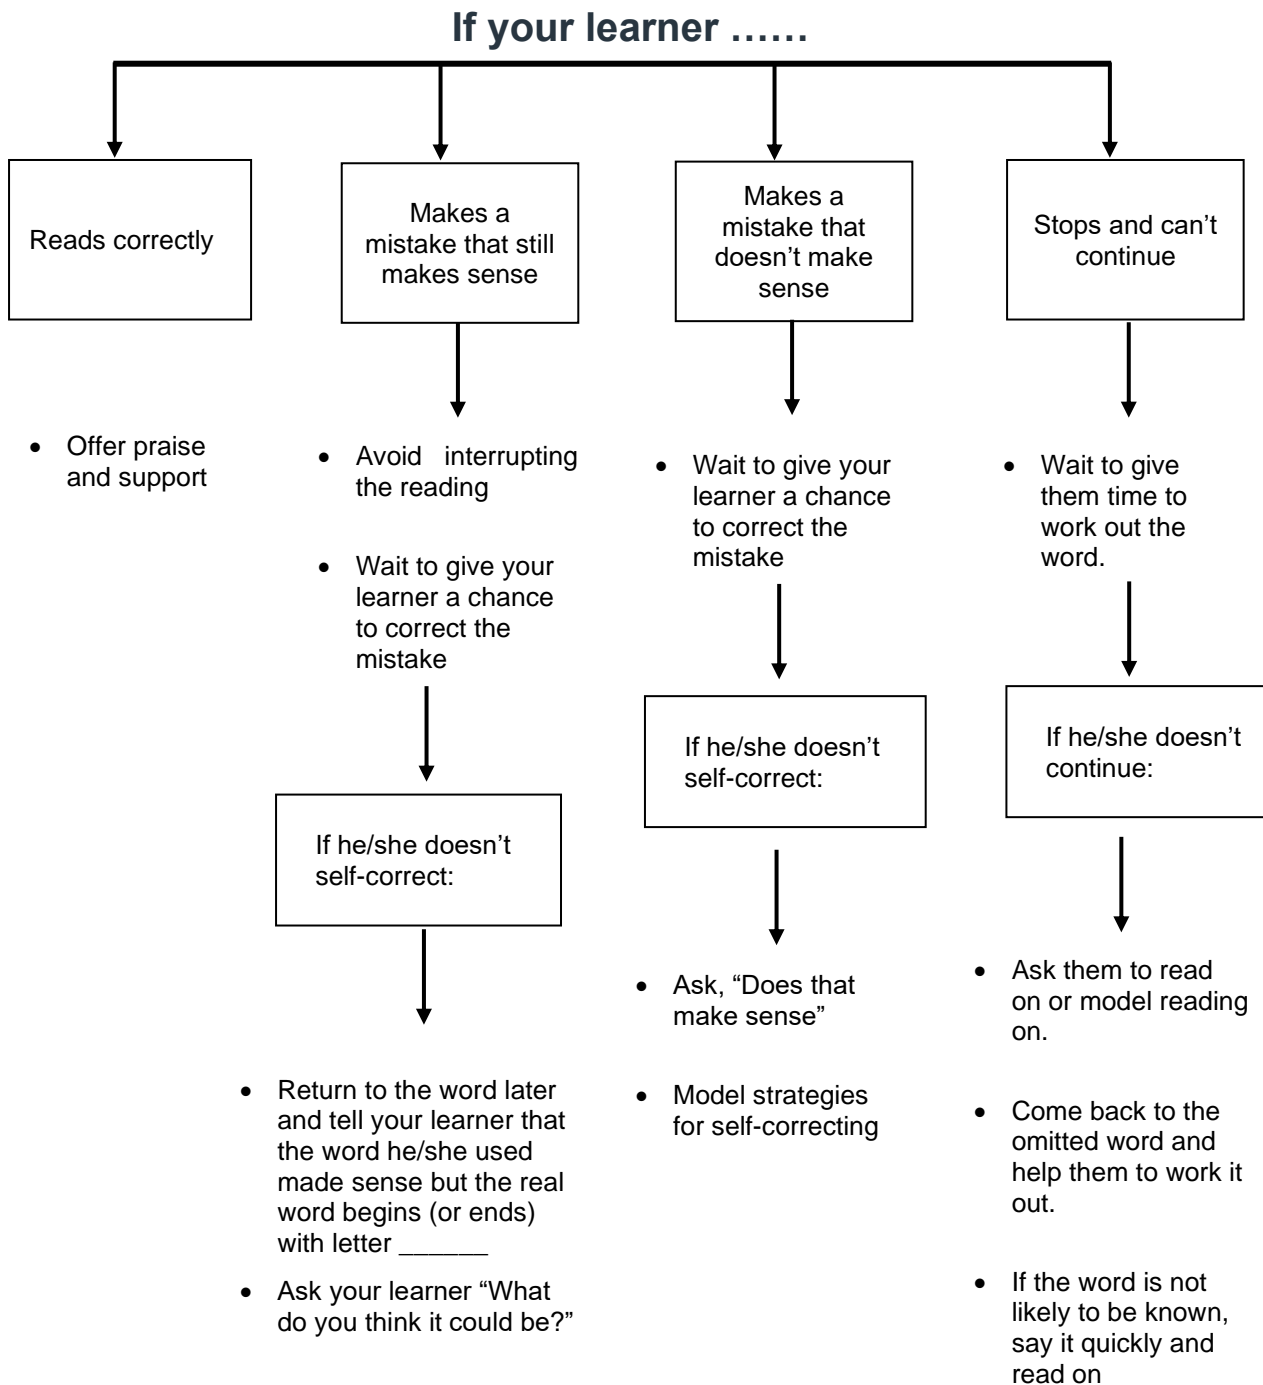 If your learner ……
Reads correctly
• Offer praise
and support
Makes a
mistake that still
makes sense
• Avoid interrupting
the reading
• Wait to give your
learner a chance
to correct the
mistake
If he/she doesn’t
self-correct:
• Return to the word later
and tell your learner that
the word he/she used
made sense but the real
word begins (or ends)
with letter ______
• Ask your learner “What
do you think it could be?”
Makes a
mistake that
doesn’t make
sense
• Wait to give your
learner a chance
to correct the
mistake
If he/she doesn’t
self-correct:
• Ask, “Does that
make sense”
• Model strategies
for self-correcting
Stops and can’t
continue
• Wait to give
them time to
work out the
word.
If he/she doesn’t
continue:
• Ask them to read
on or model reading
on.
• Come back to the
omitted word and
help them to work it
out.
• If the word is not
likely to be known,
say it quickly and
read on